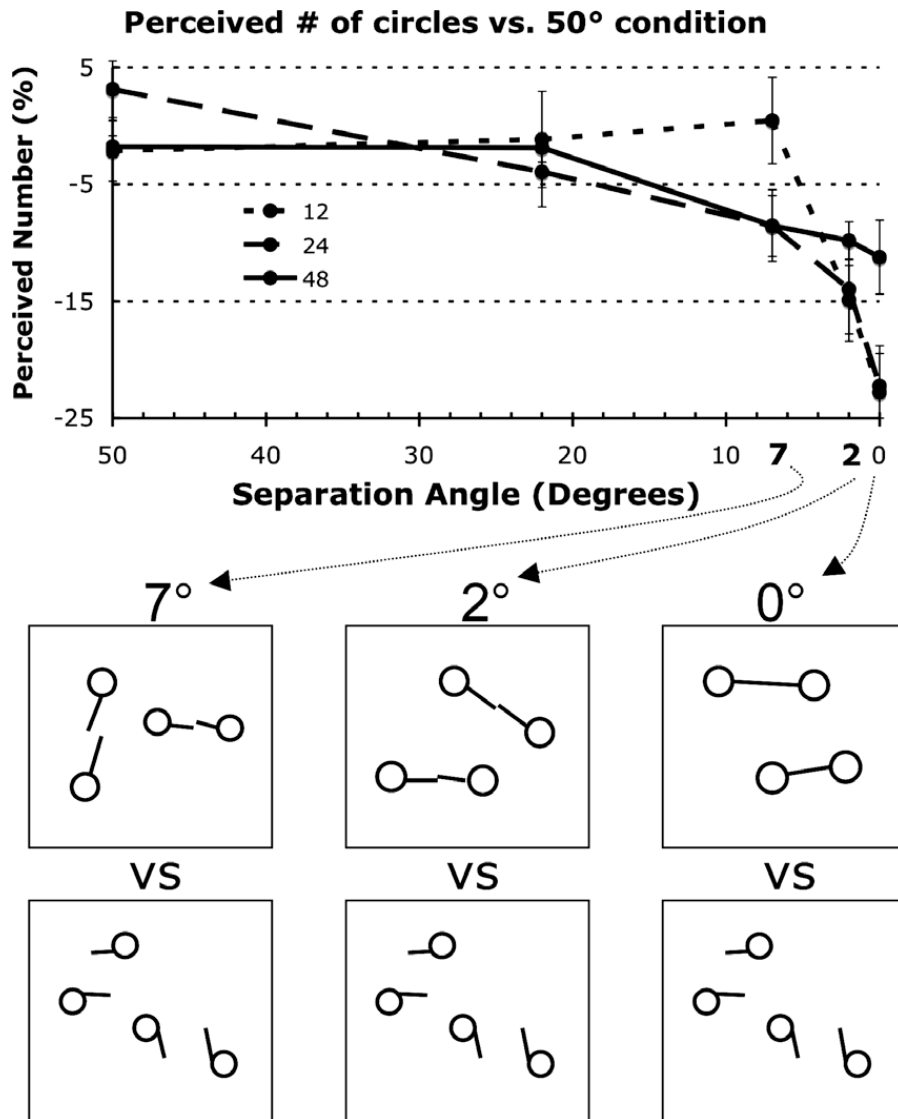 Perceived # of circles vs. 50° condition
Perceived Number (%)
5
-5
-15
-25
12
24
48
50 40 30 20 10 7 2 0
Separation Angle (Degrees)
7° 2° 0°
vs vs vs